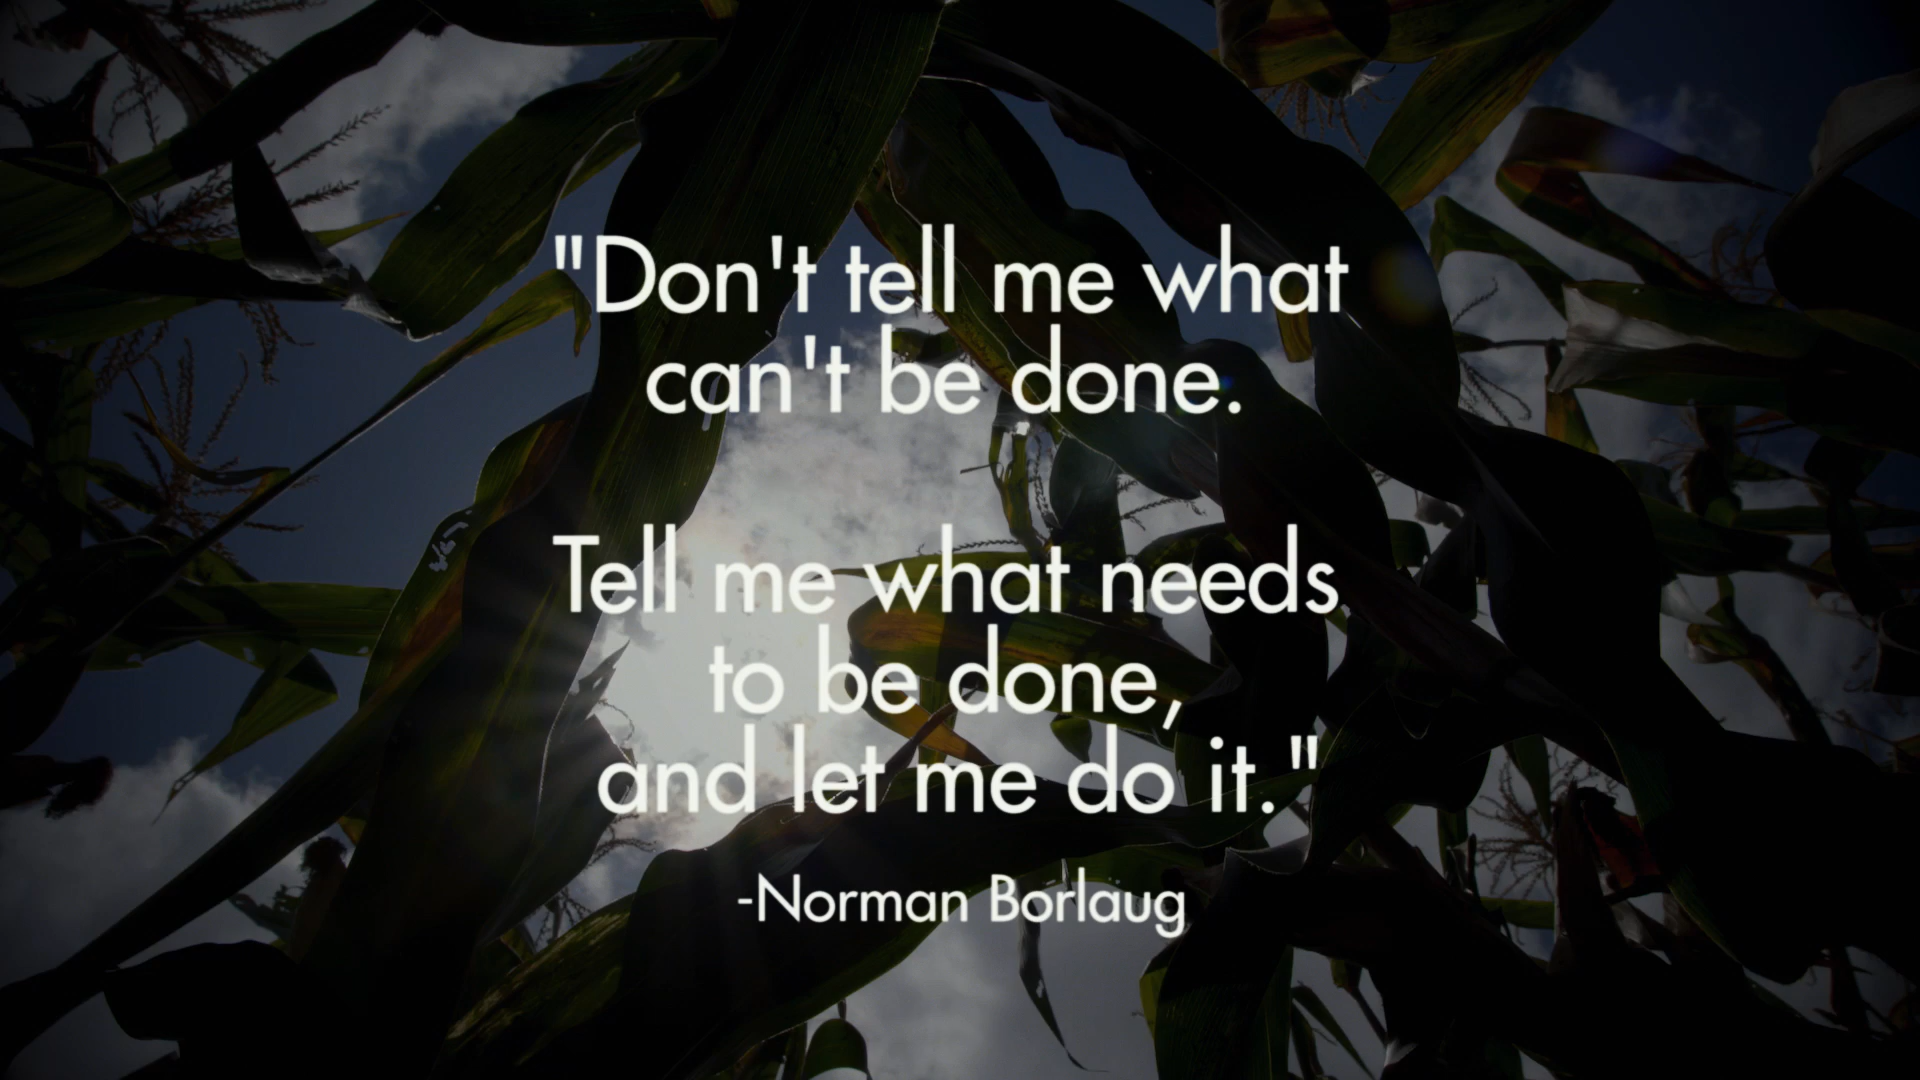 "Don't tell me what
can't be done.
Tell me what needs
to be done,
and let me do it."
-Norman Borlaug